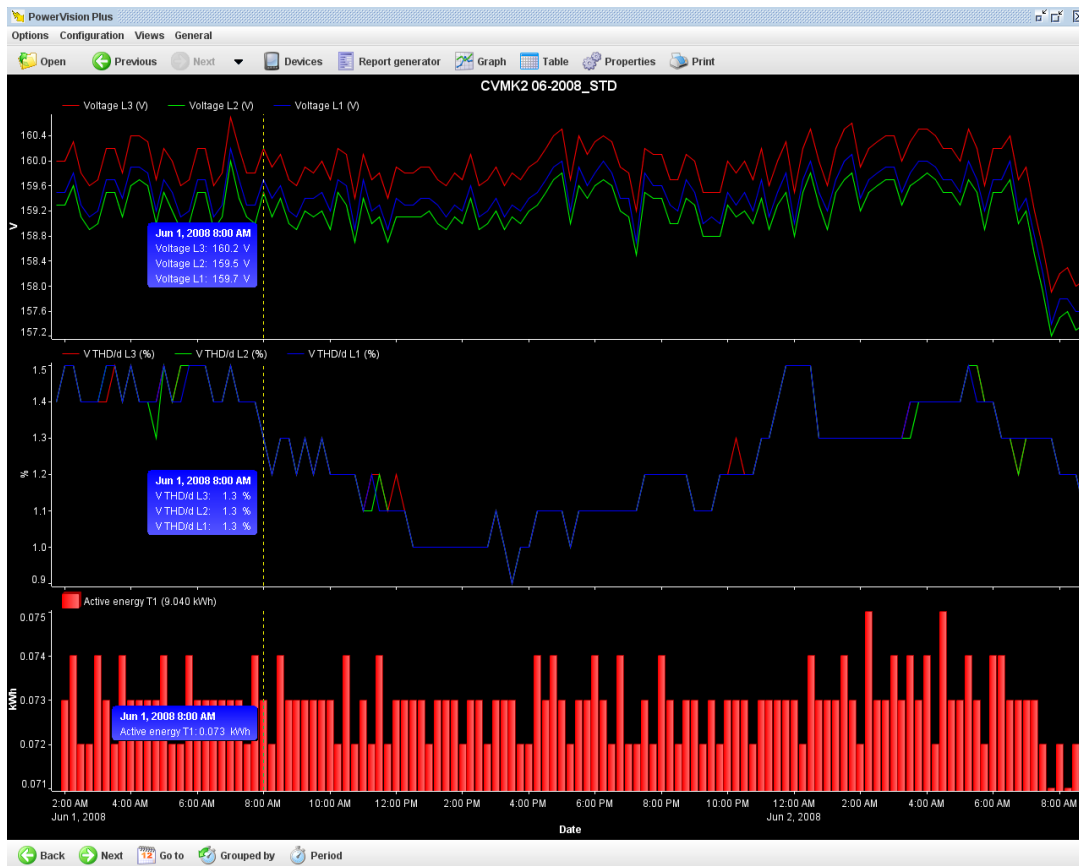 PowerVision Plus
Options Configuration Views General
Open Previous Next Devices Report generator Graph Table Properties Print
CVMK2 06-2008_STD
Voltage L3 (V) Voltage L2 (V) Voltage L1 (V)
160.4
160.0
159.6
159.2
158.8
158.4
158.0
157.6
157.2
V
Jun 1, 2008 8:00 AM
Voltage L3: 160.2 V
Voltage L2: 159.5 V
Voltage L1: 159.7 V
V THD/d L3 (%) V THD/d L2 (%) V THD/d L1 (%)
1.5
1.4
1.3
1.2
1.1
1.0
0.9
%
Jun 1, 2008 8:00 AM
V THD/d L3: 1.3 %
V THD/d L2: 1.3 %
V THD/d L1: 1.3 %
Active energy T1 (9.040 kWh)
0.075
0.074
0.073
0.072
0.071
kWh
Jun 1, 2008 8:00 AM
Active energy T1: 0.073 kWh
2:00 AM 4:00 AM 6:00 AM 8:00 AM 10:00 AM 12:00 PM 2:00 PM 4:00 PM 6:00 PM 8:00 PM 10:00 PM 12:00 AM 2:00 AM 4:00 AM 6:00 AM 8:00 AM
Jun 1, 2008 Jun 2, 2008
Date
Back Next 12 Go to Grouped by Period